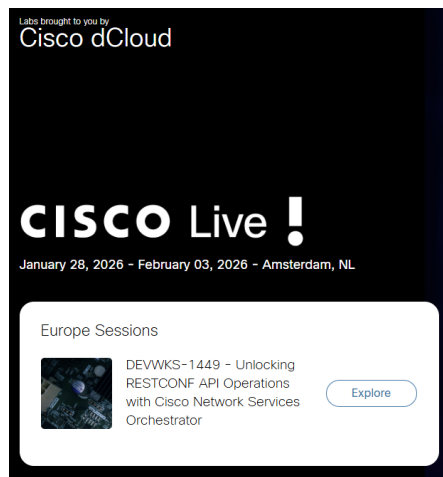 Labs brought to you by
Cisco dCloud
CISCO Live !
January 28, 2026 - February 03, 2026 - Amsterdam, NL
Europe Sessions
DEVWKS-1449 - Unlocking
RESTCONF API Operations
with Cisco Network Services
Orchestrator
Explore